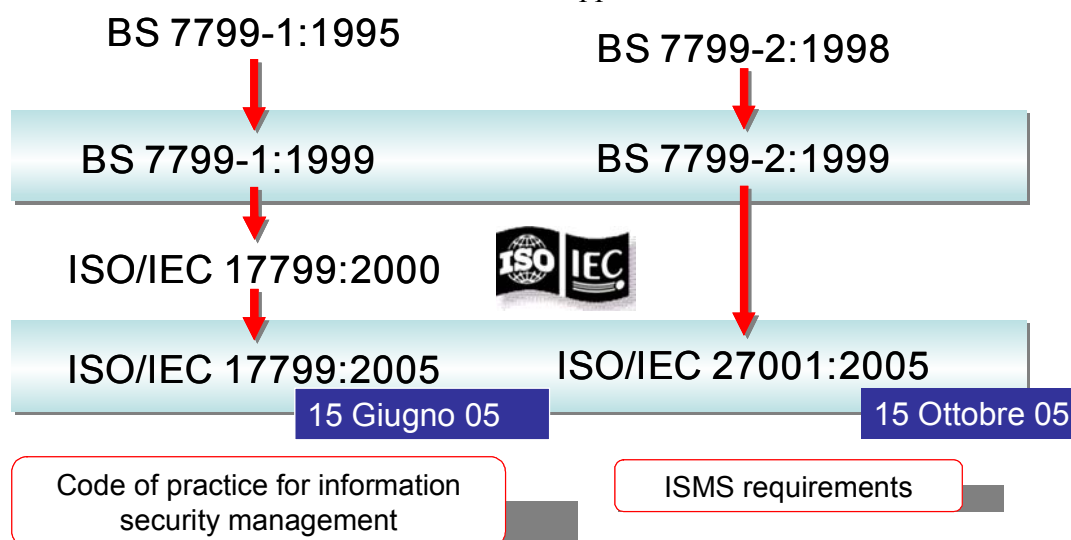 BS 7799-1:1995
BS 7799-2:1998
BS 7799-1:1999
BS 7799-2:1999
ISO/IEC 17799:2000
ISO IEC
ISO/IEC 17799:2005
ISO/IEC 27001:2005
15 Giugno 05
15 Ottobre 05
Code of practice for information
security management
ISMS requirements